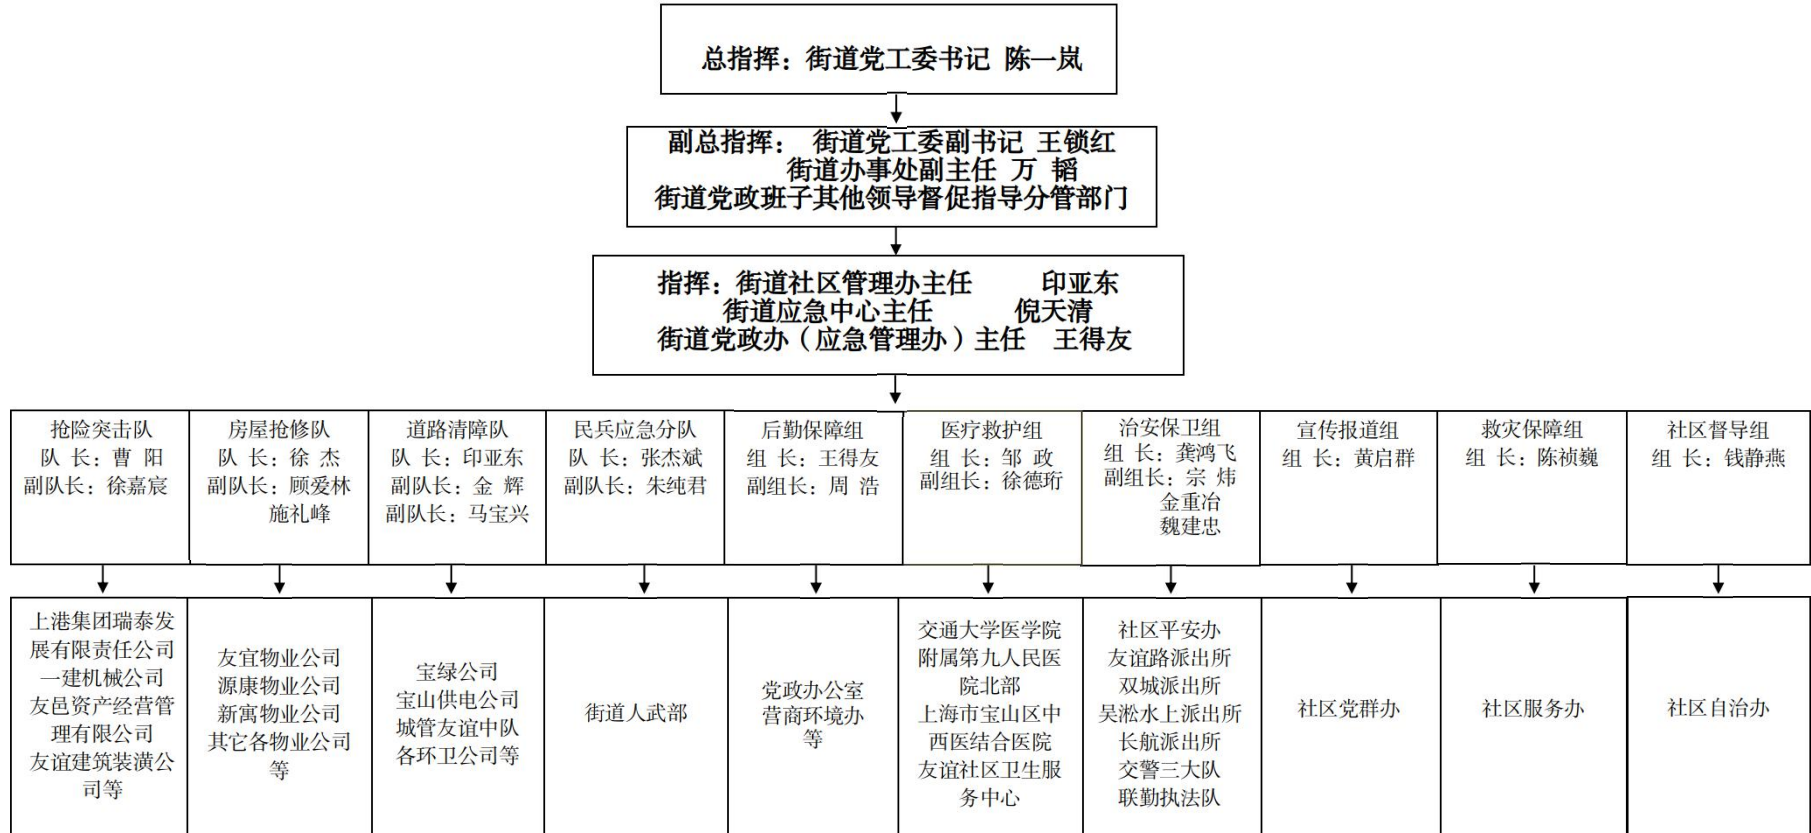 总指挥：街道党工委书记 陈一岚
副总指挥： 街道党工委副书记 王锁红
街道办事处副主任 万 韬
街道党政班子其他领导督促指导分管部门
指挥：街道社区管理办主任 印亚东
街道应急中心主任 倪天清
街道党政办（应急管理办）主任 王得友
抢险突击队
队 长：曹 阳
副队长：徐嘉宸
房屋抢修队
队 长：徐 杰
副队长：顾爱林
施礼峰
道路清障队
队 长：印亚东
副队长：金 辉
副队长：马宝兴
民兵应急分队
队 长：张杰斌
副队长：朱纯君
后勤保障组
组 长：王得友
副组长：周 浩
医疗救护组
组 长：邹 政
副组长：徐德珩
治安保卫组
组 长：龚鸿飞
副组长：宗 炜
金重冶
魏建忠
宣传报道组
组 长：黄启群
救灾保障组
组 长：陈祯巍
社区督导组
组 长：钱静燕
上港集团瑞泰发
展有限责任公司
一建机械公司
友邑资产经营管
理有限公司
友谊建筑装潢公
司等
友宜物业公司
源康物业公司
新寓物业公司
其它各物业公司
等
宝绿公司
宝山供电公司
城管友谊中队
各环卫公司等
街道人武部
党政办公室
营商环境办
等
交通大学医学院
附属第九人民医
院北部
上海市宝山区中
西医结合医院
友谊社区卫生服
务中心
社区平安办
友谊路派出所
双城派出所
吴淞水上派出所
长航派出所
交警三大队
联勤执法队
社区党群办
社区服务办
社区自治办